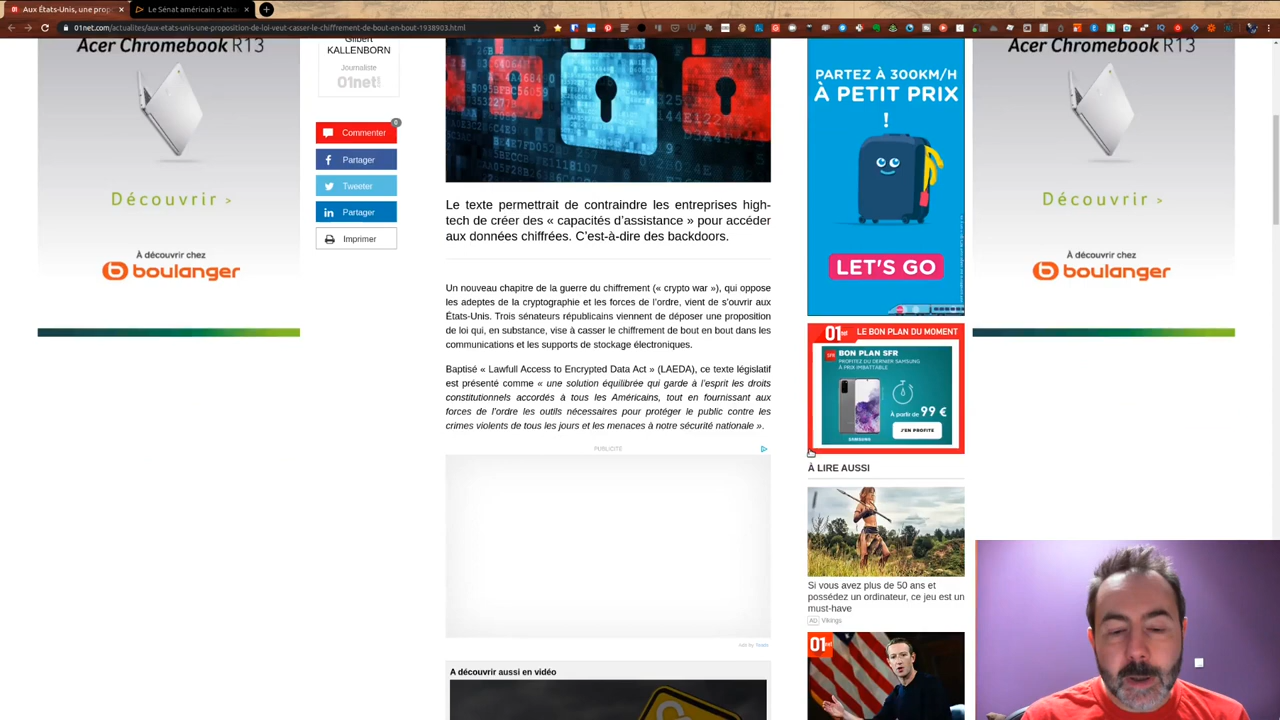 Aux États-Unis, une prop
Le Sénat américain s'att
01net.com/actualites/aux-etats-unis-une-proposition-de-loi-veut-casser-le-chiffrement-de-bout-en-bout-1938903.html
Acer Chromebook R13
Découvrir >
À découvrir chez
boulanger
Gilbert
KALLENBORN
Journaliste
01net!
0
Commenter
Partager
Tweeter
Partager
Imprimer
Le texte permettrait de contraindre les entreprises high-
tech de créer des « capacités d'assistance » pour accéder
aux données chiffrées. C'est-à-dire des backdoors.
Un nouveau chapitre de la guerre du chiffrement (« crypto war »), qui oppose
les adeptes de la cryptographie et les forces de l'ordre, vient de s'ouvrir aux
États-Unis. Trois sénateurs républicains viennent de déposer une proposition
de loi qui, en substance, vise à casser le chiffrement de bout en bout dans les
communications et les supports de stockage électroniques.
Baptisé « Lawfull Access to Encrypted Data Act » (LAEDA), ce texte législatif
est présenté comme « une solution équilibrée qui garde à l'esprit les droits
constitutionnels accordés à tous les Américains, tout en fournissant aux
forces de l'ordre les outils nécessaires pour protéger le public contre les
crimes violents de tous les jours et les menaces à notre sécurité nationale ».
PUBLICITÉ
Ads by Teads
A découvrir aussi en vidéo
PARTEZ À 300KM/H
À PETIT PRIX
!
LET'S GO
01net LE BON PLAN DU MOMENT
SFR BON PLAN SFR
PROFITEZ DU DERNIER SAMSUNG
À PRIX IMBATTABLE
À partir de 99 €
J'EN PROFITE
SAMSUNG
À LIRE AUSSI
Si vous avez plus de 50 ans et
possédez un ordinateur, ce jeu est un
must-have
AD Vikings
01net
Acer Chromebook R13
Découvrir >
À découvrir chez
boulanger